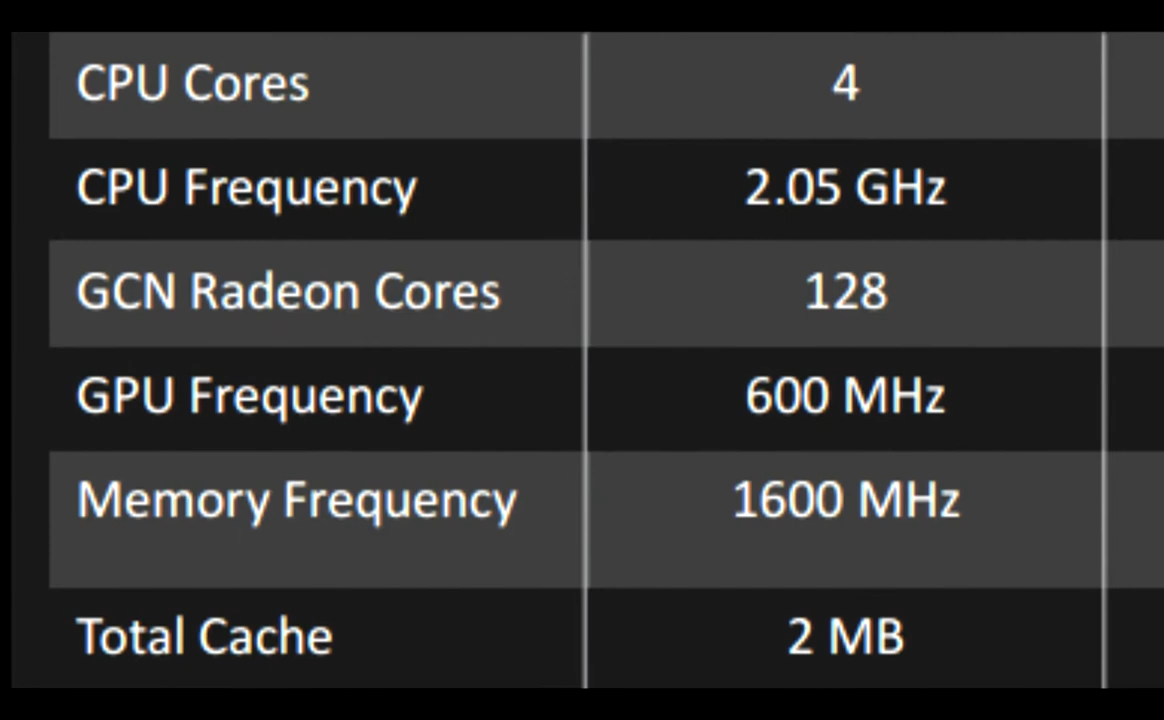 CPU Cores 4
CPU Frequency 2.05 GHz
GCN Radeon Cores 128
GPU Frequency 600 MHz
Memory Frequency 1600 MHz
Total Cache 2 MB